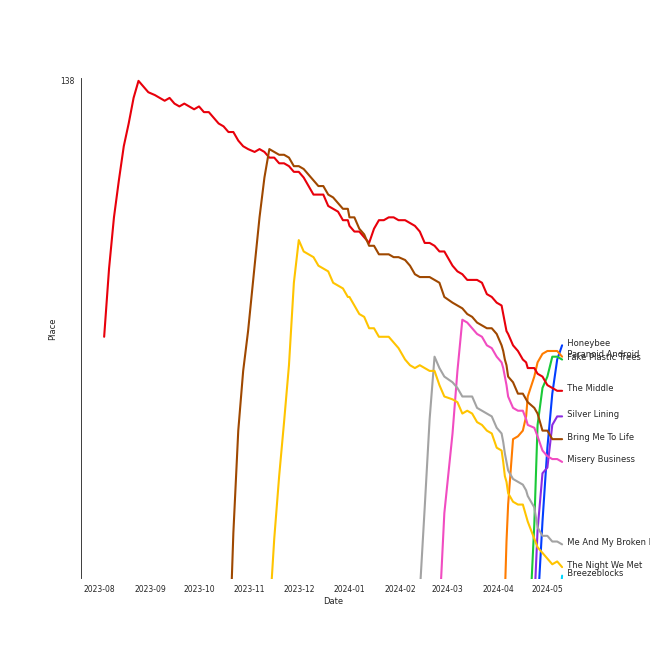 138
Place
Honeybee
Paranoid Android
Fake Plastic Trees
The Middle
Silver Lining
Bring Me To Life
Misery Business
Me And My Broken
The Night We Met
Breezeblocks
2023-08 2023-09 2023-10 2023-11 2023-12 2024-01 2024-02 2024-03 2024-04 2024-05
Date